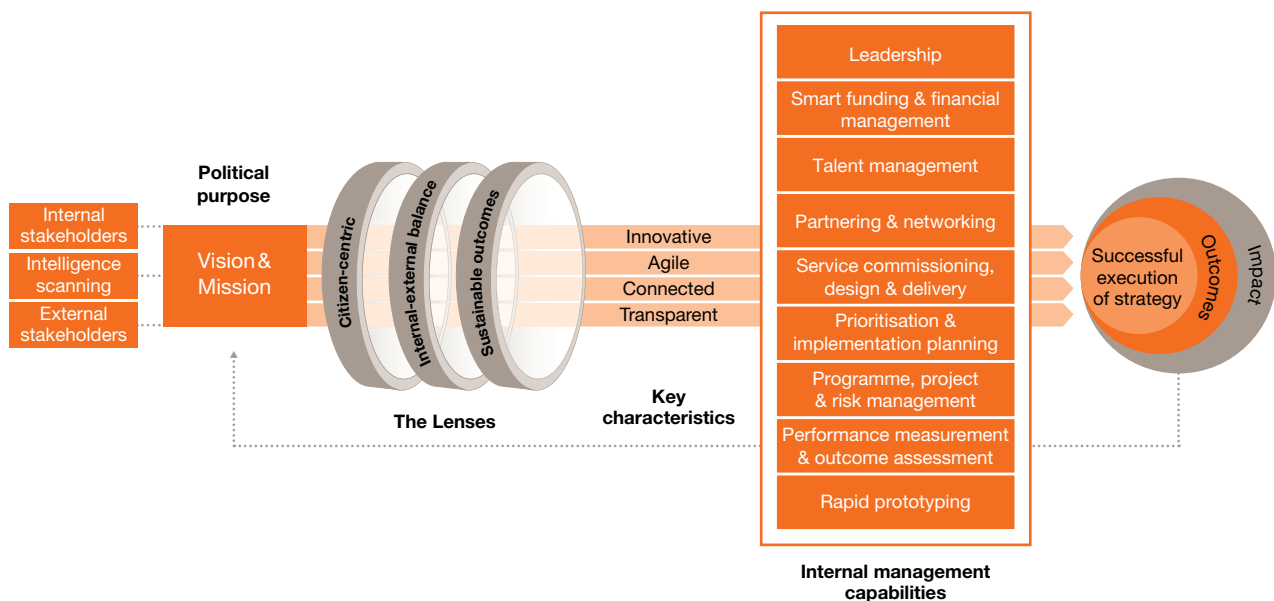 Internal
stakeholders
Intelligence
scanning
External
stakeholders
Political
purpose
Vision &
Mission
Citizen-centric
Internal-external balance
Sustainable outcomes
The Lenses
Innovative
Agile
Connected
Transparent
Key
characteristics
Leadership
Smart funding & financial
management
Talent management
Partnering & networking
Service commissioning,
design & delivery
Prioritisation &
implementation planning
Programme, project
& risk management
Performance measurement
& outcome assessment
Rapid prototyping
Internal management
capabilities
Successful
execution
of strategy
Outcomes
Impact